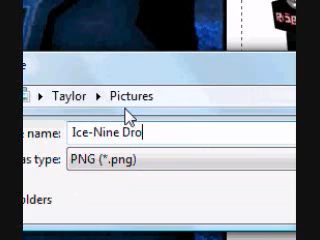 e
Taylor Pictures
e name: Ice-Nine Dro
as type: PNG (*.png)
olders